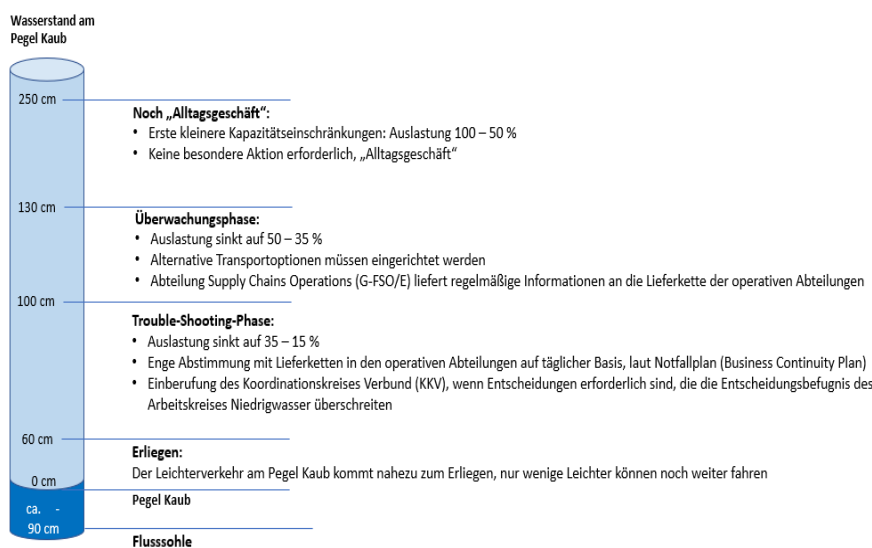 Wasserstand am
Pegel Kaub
250 cm
Noch „Alltagsgeschäft“:
• Erste kleinere Kapazitätseinschränkungen: Auslastung 100 – 50 %
• Keine besondere Aktion erforderlich, „Alltagsgeschäft“
130 cm
Überwachungsphase:
• Auslastung sinkt auf 50 – 35 %
• Alternative Transportoptionen müssen eingerichtet werden
• Abteilung Supply Chains Operations (G-FSO/E) liefert regelmäßige Informationen an die Lieferkette der operativen Abteilungen
100 cm
Trouble-Shooting-Phase:
• Auslastung sinkt auf 35 – 15 %
• Enge Abstimmung mit Lieferketten in den operativen Abteilungen auf täglicher Basis, laut Notfallplan (Business Continuity Plan)
• Einberufung des Koordinationskreises Verbund (KKV), wenn Entscheidungen erforderlich sind, die die Entscheidungsbefugnis des
Arbeitskreises Niedrigwasser überschreiten
60 cm
Erliegen:
Der Leichterverkehr am Pegel Kaub kommt nahezu zum Erliegen, nur wenige Leichter können noch weiter fahren
0 cm
Pegel Kaub
ca. -
90 cm
Flusssohle